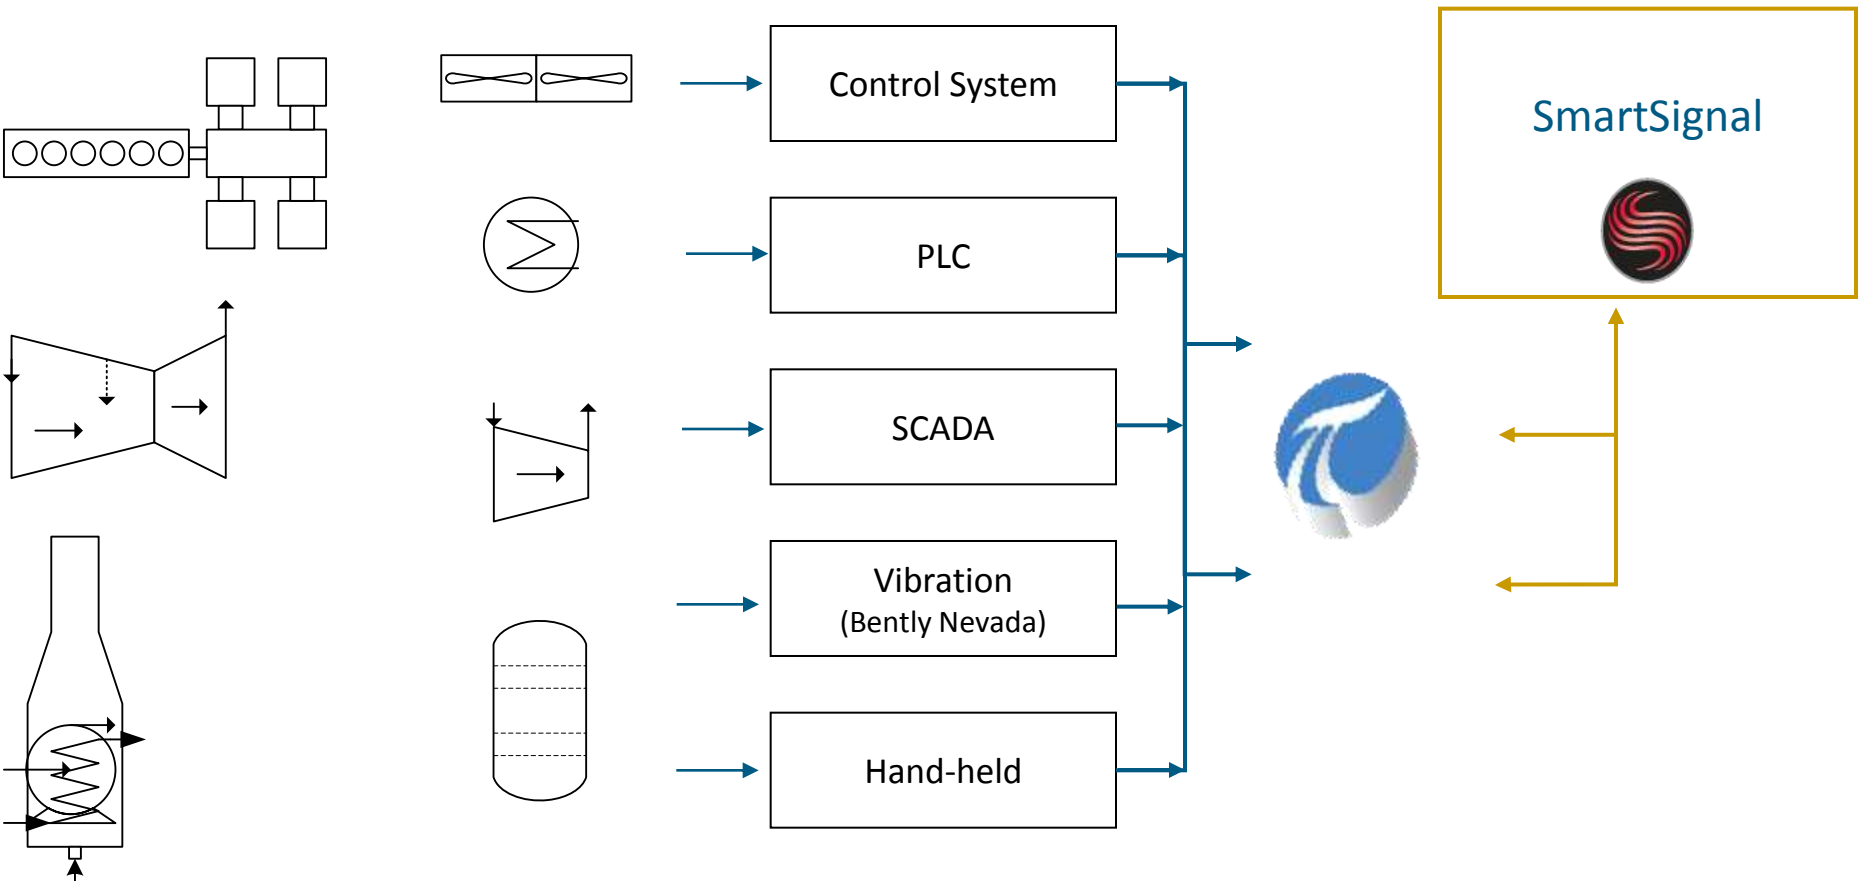 Control System
SmartSignal
PLC
SCADA
Vibration
(Bently Nevada)
Hand-held